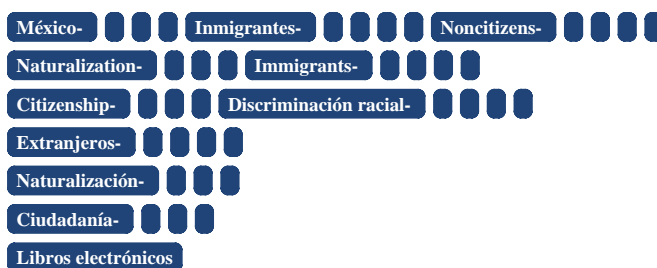 México- Inmigrantes- Noncitizens-
Naturalization- Immigrants-
Citizenship- Discriminación racial-
Extranjeros-
Naturalización-
Ciudadanía-
Libros electrónicos